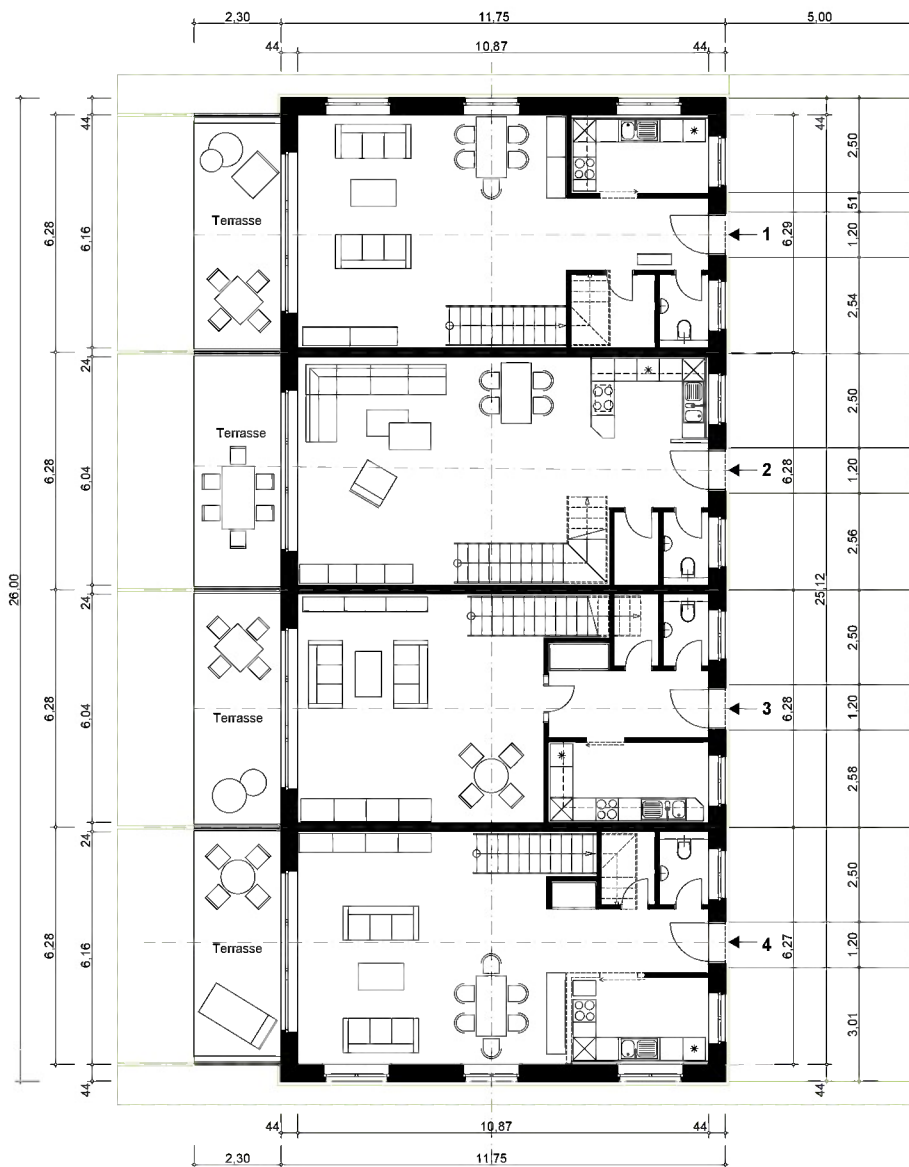 2,30 11,75 5,00
44 10,87 44
44 44
2,50
51
Terrasse
6,28 6,16 1 6,29 1,20
2,54
24
2,50
Terrasse
6,28 6,04 2 6,28 1,20
2,56
26,00 25,12
24
2,50
6,28 6,04 Terrasse 3 6,28 1,20
2,58
24
2,50
6,28 6,16 Terrasse 4 6,27 1,20
3,01
44 44
44 10,87 44
2,30 11,75